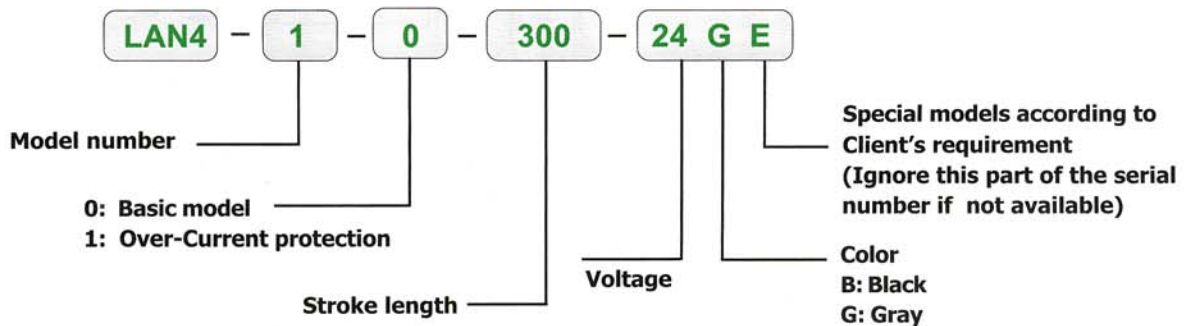 LAN4 – 1 – 0 – 300 – 24 G E
Model number
0: Basic model
1: Over-Current protection
Stroke length
Voltage
Special models according to
Client's requirement
(Ignore this part of the serial
number if not available)
Color
B: Black
G: Gray